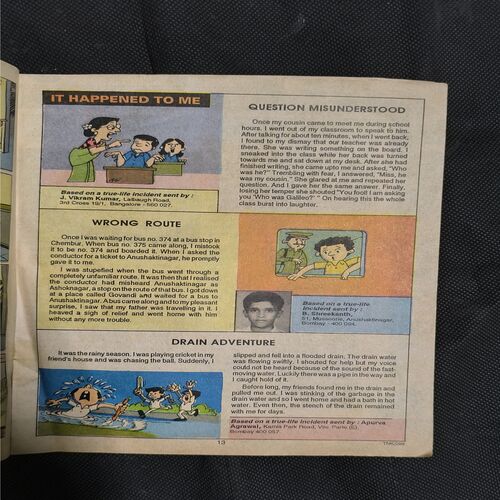 IT HAPPENED TO ME
Based on a true-life incident sent by :
J. Vikram Kumar, Lalbaugh Road,
3rd Cross 19/1, Bangalore - 560 027.
QUESTION MISUNDERSTOOD
Once my cousin came to meet me during school
hours. I went out of my classroom to speak to him.
After talking for about ten minutes, when I went back,
I found to my dismay that our teacher was already
there. She was writing something on the board. I
sneaked into the class while her back was turned
towards me and sat down at my desk. After she had
finished writing, she came upto me and asked, "Who
was he?" Trembling with fear, I answered, "Miss, he
was my cousin." She glared at me and repeated her
question. And I gave her the same answer. Finally,
losing her temper she shouted "You fool! I am asking
you 'Who was Galileo?' " On hearing this the whole
class burst into laughter.
WRONG ROUTE
Once I was waiting for bus no. 374 at a bus stop in
Chembur. When bus no. 375 came along, I mistook
it to be no. 374 and boarded it. When I asked the
conductor for a ticket to Anushaktinagar, he promptly
gave it to me.
I was stupefied when the bus went through a
completely unfamiliar route. It was then that I realised
the conductor had misheard Anushaktinagar as
Ashocknagar, a stop on the route of that bus. I got down
at a place called Govandi and waited for a bus to
Anushaktinagar. A bus came along and to my pleasant
surprise, I saw that my father was travelling in it. I
heaved a sigh of relief and went home with him
without any more trouble.
Based on a true-life
incident sent by :
B. Shreekanth,
51, Mussorie, Anushaktinagar,
Bombay - 400 094.
DRAIN ADVENTURE
It was the rainy season. I was playing cricket in my
friend's house and was chasing the ball. Suddenly, I
slipped and fell into a flooded drain. The drain water
was flowing swiftly. I shouted for help but my voice
could not be heard because of the sound of the fast-
moving water. Luckily there was a pipe in the way and
I caught hold of it.
Before long, my friends found me in the drain and
pulled me out. I was stinking of the garbage in the
drain water and so I went home and had a bath in hot
water. Even then, the stench of the drain remained
with me for days.
Based on a true-life incident sent by : Apurva
Agrawal, Kamla Park Road, Vile Parle (E),
Bombay 400 057.
13